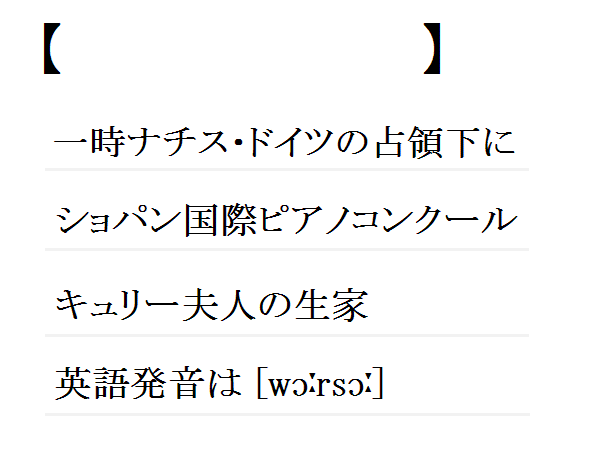 【　　　　　　　　　　】
一時ナチス・ドイツの占領下に
ショパン国際ピアノコンクール
キュリー夫人の生家
英語発音は [wɔːrsɔː]